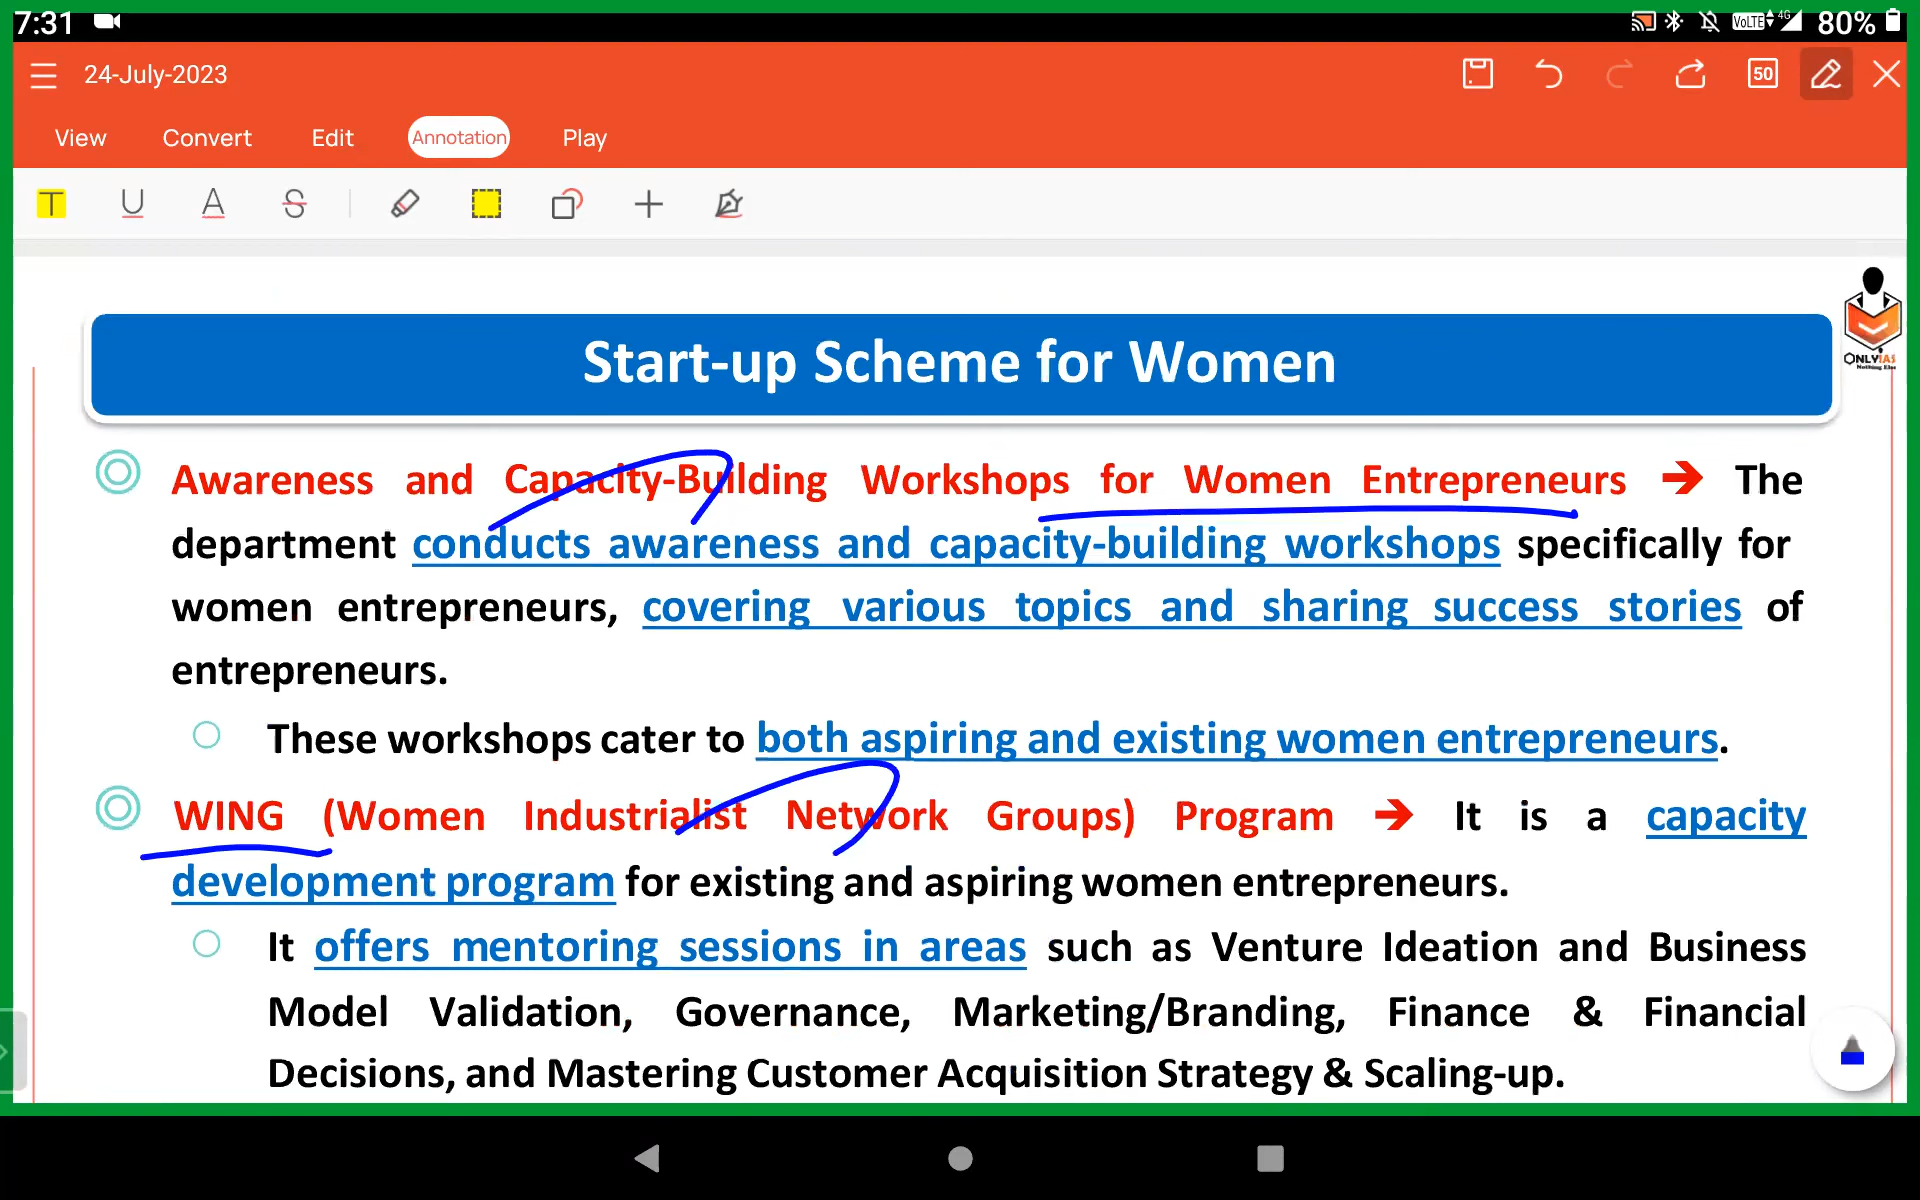 7:31
VoLTE 4G 80%
24-July-2023
50
View Convert Edit Annotation Play
T U A S
Start-up Scheme for Women
ONLYIAS
Nothing Else
Awareness and Capacity-Building Workshops for Women Entrepreneurs ➔ The
department conducts awareness and capacity-building workshops specifically for
women entrepreneurs, covering various topics and sharing success stories of
entrepreneurs.
These workshops cater to both aspiring and existing women entrepreneurs.
WING (Women Industrialist Network Groups) Program ➔ It is a capacity
development program for existing and aspiring women entrepreneurs.
It offers mentoring sessions in areas such as Venture Ideation and Business
Model Validation, Governance, Marketing/Branding, Finance & Financial
Decisions, and Mastering Customer Acquisition Strategy & Scaling-up.